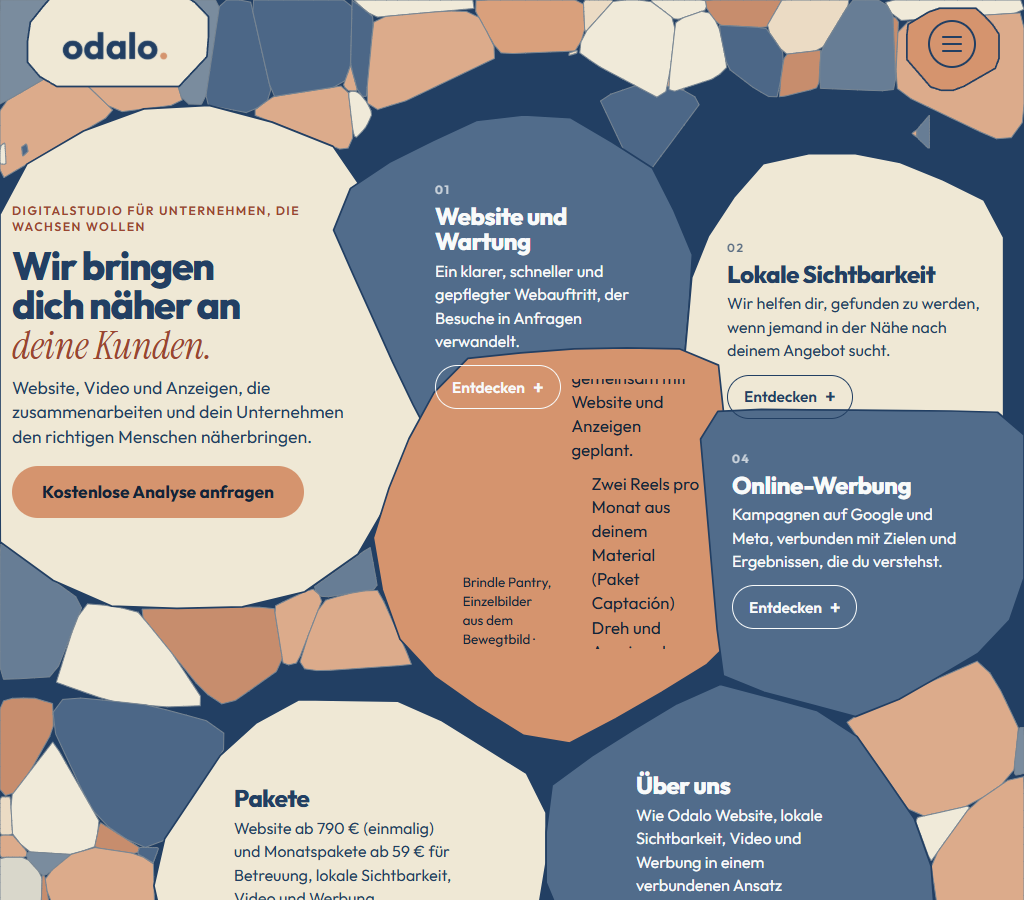 odalo.
DIGITALSTUDIO FÜR UNTERNEHMEN, DIE
WACHSEN WOLLEN
Wir bringen
dich näher an
deine Kunden.
Website, Video und Anzeigen, die
zusammenarbeiten und dein Unternehmen
den richtigen Menschen näherbringen.
Kostenlose Analyse anfragen
01
Website und
Wartung
Ein klarer, schneller und
gepflegter Webauftritt, der
Besuche in Anfragen
verwandelt.
Entdecken +
02
Lokale Sichtbarkeit
Wir helfen dir, gefunden zu werden,
wenn jemand in der Nähe nach
deinem Angebot sucht.
Entdecken +
gemeinsam mit
Website und
Anzeigen
geplant.
Zwei Reels pro
Monat aus
deinem
Material
(Paket
Captación)
Dreh und
Brindle Pantry,
Einzelbilder
aus dem
Bewegtbild ·
04
Online-Werbung
Kampagnen auf Google und
Meta, verbunden mit Zielen und
Ergebnissen, die du verstehst.
Entdecken +
Pakete
Website ab 790 € (einmalig)
und Monatspakete ab 59 € für
Betreuung, lokale Sichtbarkeit,
Video und Werbung
Über uns
Wie Odalo Website, lokale
Sichtbarkeit, Video und
Werbung in einem
verbundenen Ansatz